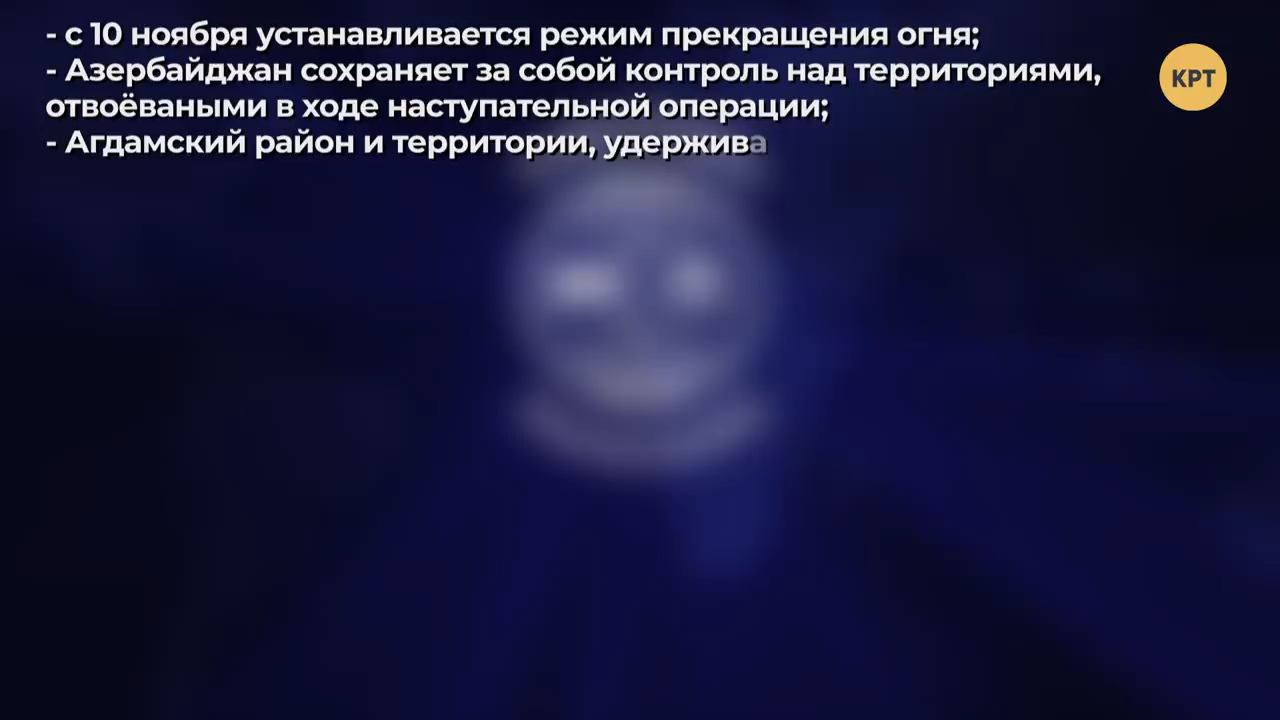 - с 10 ноября устанавливается режим прекращения огня;
- Азербайджан сохраняет за собой контроль над территориями,
отвоёваными в ходе наступательной операции;
- Агдамский район и территории, удержива
КРТ